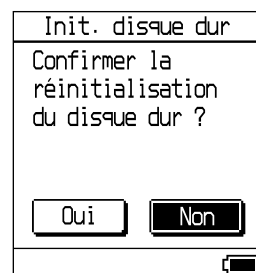 Init. disque dur
Confirmer la
réinitialisation
du disque dur ?
Oui Non